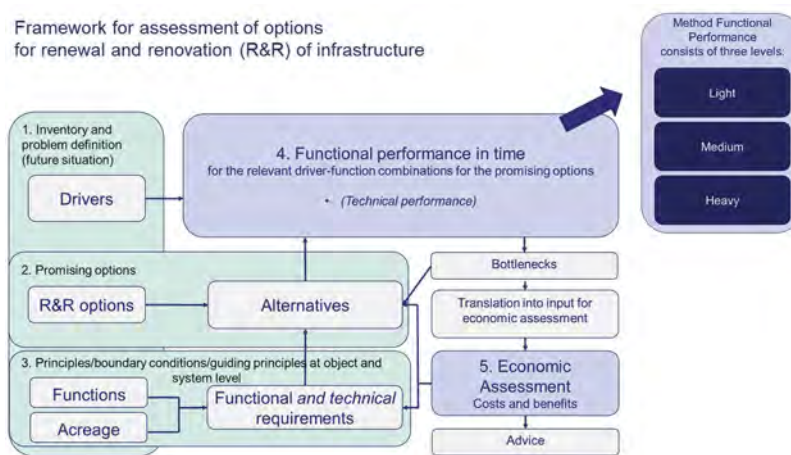 Framework for assessment of options
for renewal and renovation (R&R) of infrastructure
Method Functional
Performance
consists of three levels:
Light
Medium
Heavy
1. Inventory and
problem definition
(future situation)
Drivers
4. Functional performance in time
for the relevant driver-function combinations for the promising options
• (Technical performance)
2. Promising options
R&R options
Alternatives
Bottlenecks
Translation into input for
economic assessment
3. Principles/boundary conditions/guiding principles at object and
system level
Functions
Acreage
Functional and technical
requirements
5. Economic
Assessment
Costs and benefits
Advice